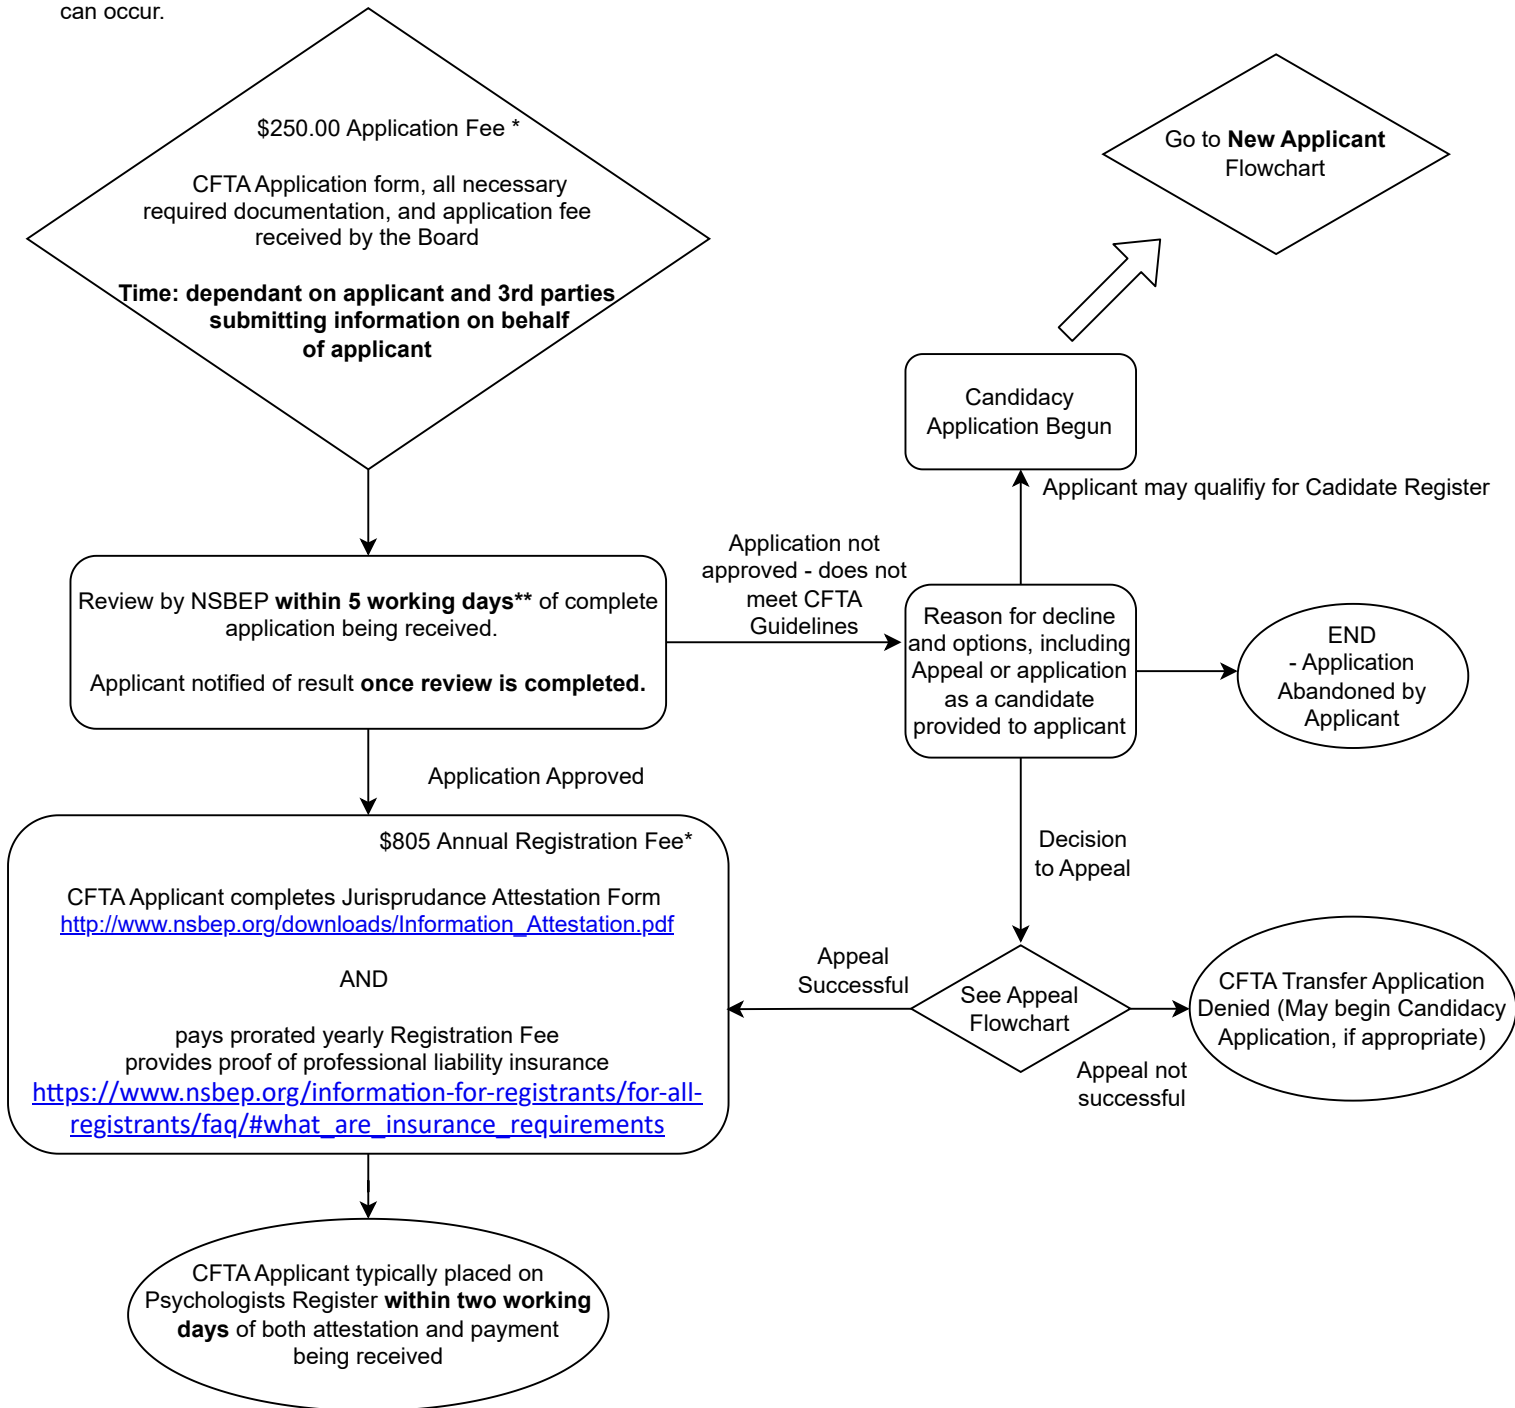 can occur.
$250.00 Application Fee *
CFTA Application form, all necessary
required documentation, and application fee
received by the Board
Time: dependant on applicant and 3rd parties
submitting information on behalf
of applicant
Go to New Applicant
Flowchart
Candidacy
Application Begun
Applicant may qualifiy for Cadidate Register
Review by NSBEP within 5 working days** of complete
application being received.
Applicant notified of result once review is completed.
Application not
approved - does not
meet CFTA
Guidelines
Reason for decline
and options, including
Appeal or application
as a candidate
provided to applicant
END
- Application
Abandoned by
Applicant
Application Approved
Decision
to Appeal
$805 Annual Registration Fee*
CFTA Applicant completes Jurisprudance Attestation Form
http://www.nsbep.org/downloads/Information_Attestation.pdf
AND
pays prorated yearly Registration Fee
provides proof of professional liability insurance
https://www.nsbep.org/information-for-registrants/for-all-
registrants/faq/#what_are_insurance_requirements
Appeal
Successful
See Appeal
Flowchart
Appeal not
successful
CFTA Transfer Application
Denied (May begin Candidacy
Application, if appropriate)
CFTA Applicant typically placed on
Psychologists Register within two working
days of both attestation and payment
being received